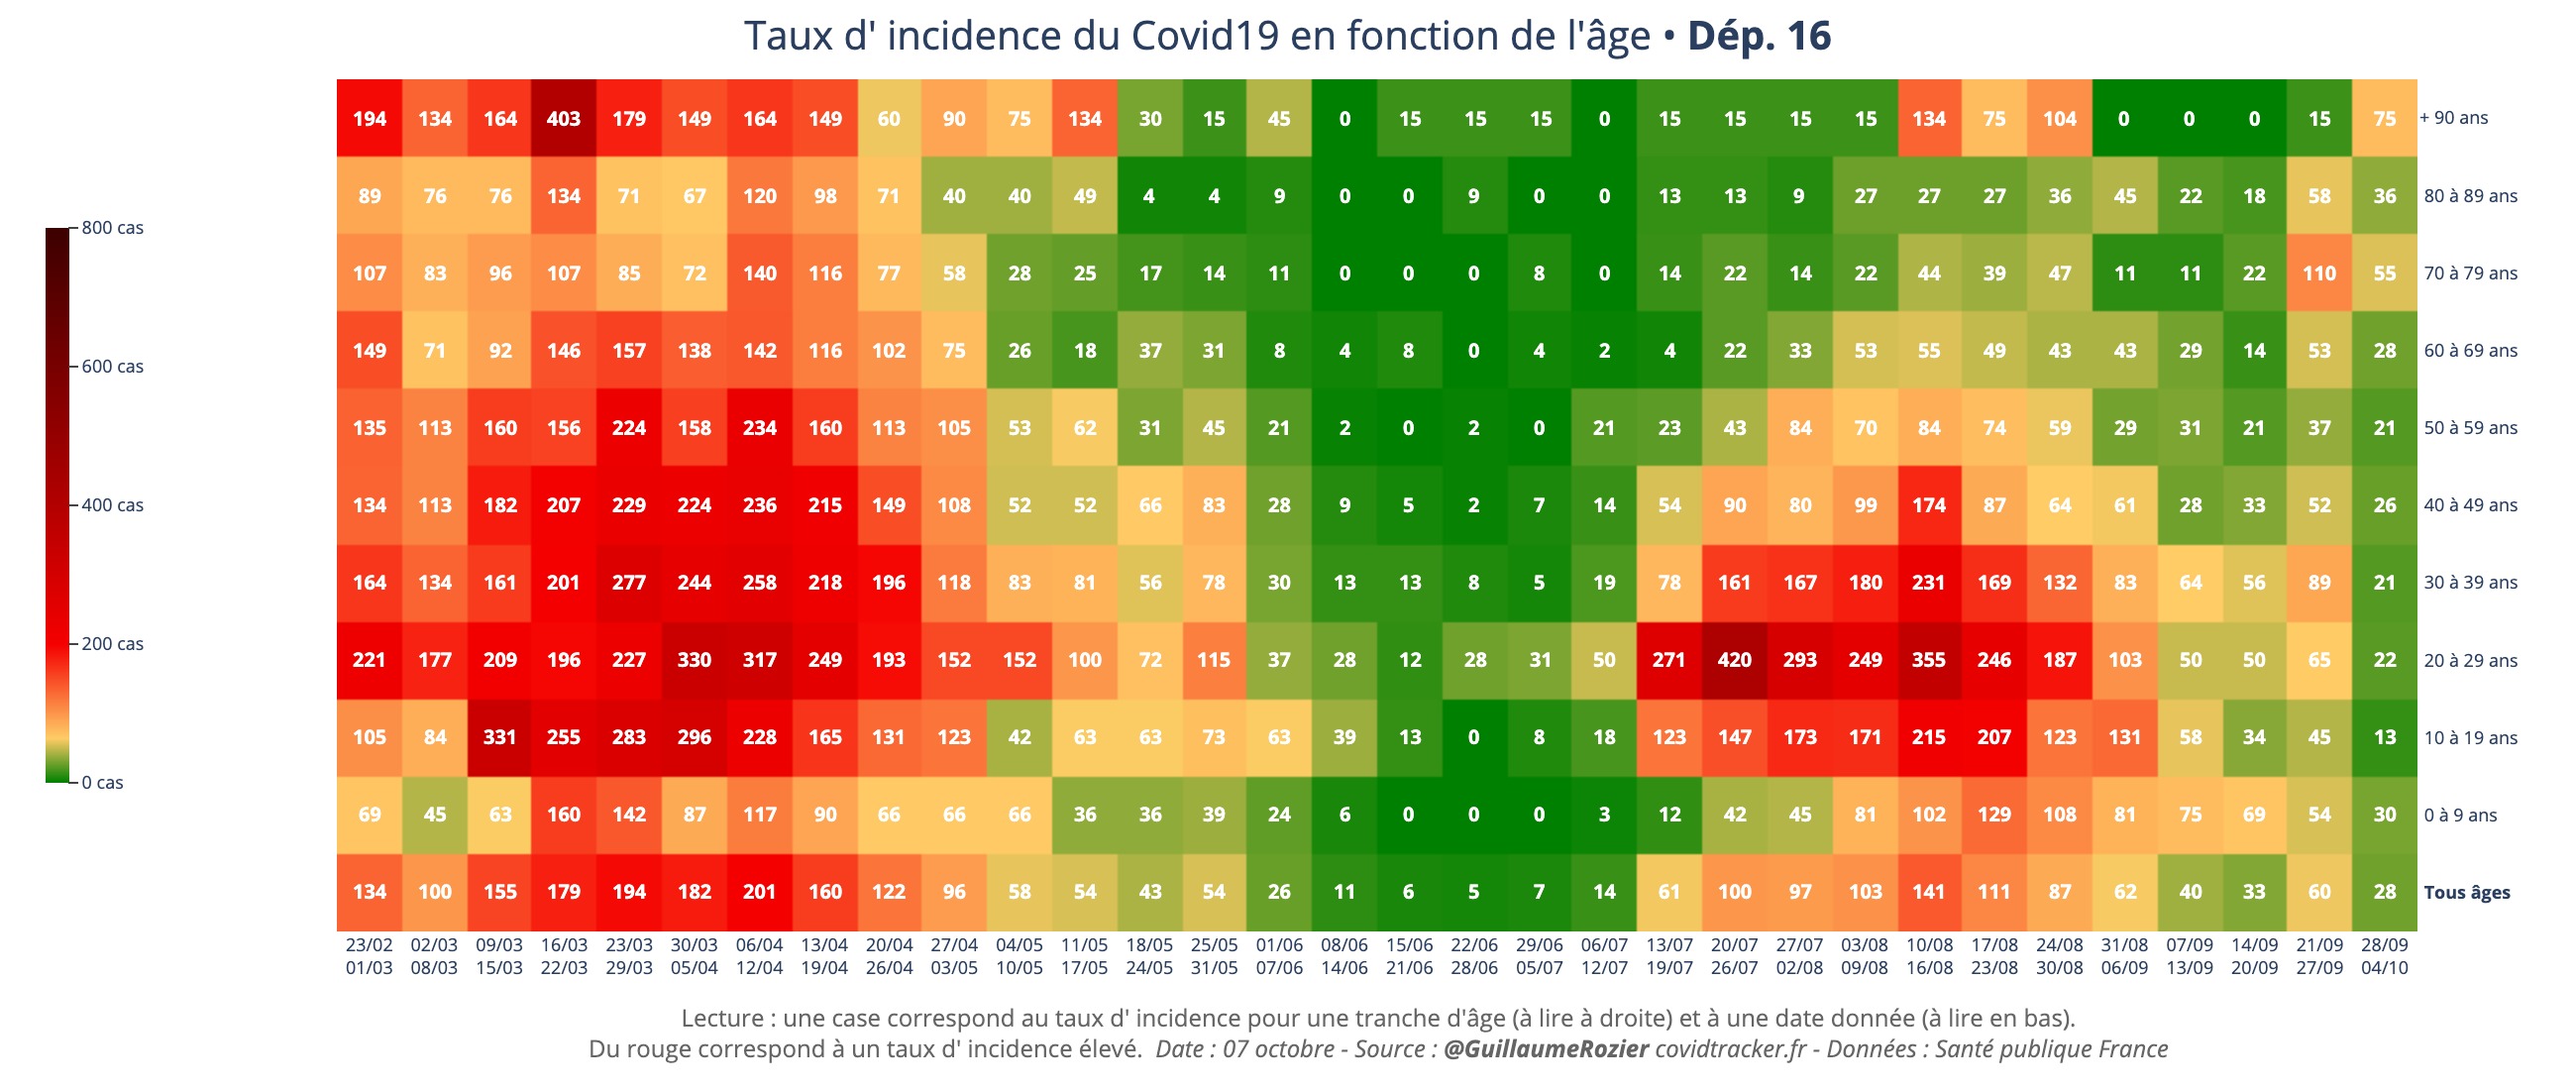 Taux d' incidence du Covid19 en fonction de l'âge • Dép. 16
194 134 164 403 179 149 164 149 60 90 75 134 30 15 45 0 15 15 15 0 15 15 15 15 134 75 104 0 0 0 15 75 + 90 ans
89 76 76 134 71 67 120 98 71 40 40 49 4 4 9 0 0 9 0 0 13 13 9 27 27 27 36 45 22 18 58 36 80 à 89 ans
800 cas
107 83 96 107 85 72 140 116 77 58 28 25 17 14 11 0 0 0 8 0 14 22 14 22 44 39 47 11 11 22 110 55 70 à 79 ans
149 71 92 146 157 138 142 116 102 75 26 18 37 31 8 4 8 0 4 2 4 22 33 53 55 49 43 43 29 14 53 28 60 à 69 ans
600 cas
135 113 160 156 224 158 234 160 113 105 53 62 31 45 21 2 0 2 0 21 23 43 84 70 84 74 59 29 31 21 37 21 50 à 59 ans
400 cas
134 113 182 207 229 224 236 215 149 108 52 52 66 83 28 9 5 2 7 14 54 90 80 99 174 87 64 61 28 33 52 26 40 à 49 ans
164 134 161 201 277 244 258 218 196 118 83 81 56 78 30 13 13 8 5 19 78 161 167 180 231 169 132 83 64 56 89 21 30 à 39 ans
200 cas
221 177 209 196 227 330 317 249 193 152 152 100 72 115 37 28 12 28 31 50 271 420 293 249 355 246 187 103 50 50 65 22 20 à 29 ans
105 84 331 255 283 296 228 165 131 123 42 63 63 73 63 39 13 0 8 18 123 147 173 171 215 207 123 131 58 34 45 13 10 à 19 ans
0 cas
69 45 63 160 142 87 117 90 66 66 66 36 36 39 24 6 0 0 0 3 12 42 45 81 102 129 108 81 75 69 54 30 0 à 9 ans
134 100 155 179 194 182 201 160 122 96 58 54 43 54 26 11 6 5 7 14 61 100 97 103 141 111 87 62 40 33 60 28 Tous âges
23/02 02/03 09/03 16/03 23/03 30/03 06/04 13/04 20/04 27/04 04/05 11/05 18/05 25/05 01/06 08/06 15/06 22/06 29/06 06/07 13/07 20/07 27/07 03/08 10/08 17/08 24/08 31/08 07/09 14/09 21/09 28/09
01/03 08/03 15/03 22/03 29/03 05/04 12/04 19/04 26/04 03/05 10/05 17/05 24/05 31/05 07/06 14/06 21/06 28/06 05/07 12/07 19/07 26/07 02/08 09/08 16/08 23/08 30/08 06/09 13/09 20/09 27/09 04/10
Lecture : une case correspond au taux d' incidence pour une tranche d'âge (à lire à droite) et à une date donnée (à lire en bas).
Du rouge correspond à un taux d' incidence élevé. Date : 07 octobre - Source : @GuillaumeRozier covidtracker.fr - Données : Santé publique France